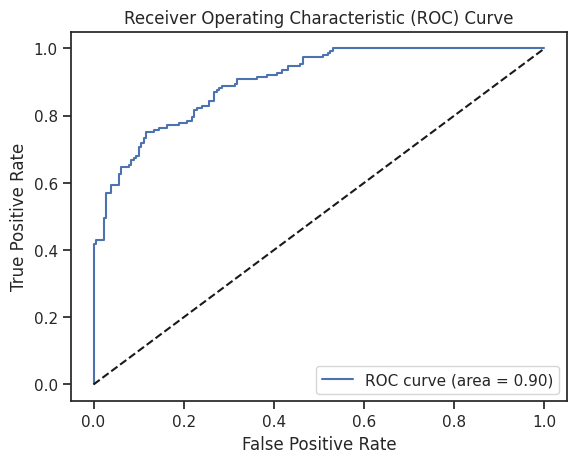 Receiver Operating Characteristic (ROC) Curve
1.0
0.8
0.6
0.4
0.2
0.0
True Positive Rate
ROC curve (area = 0.90)
0.0 0.2 0.4 0.6 0.8 1.0
False Positive Rate